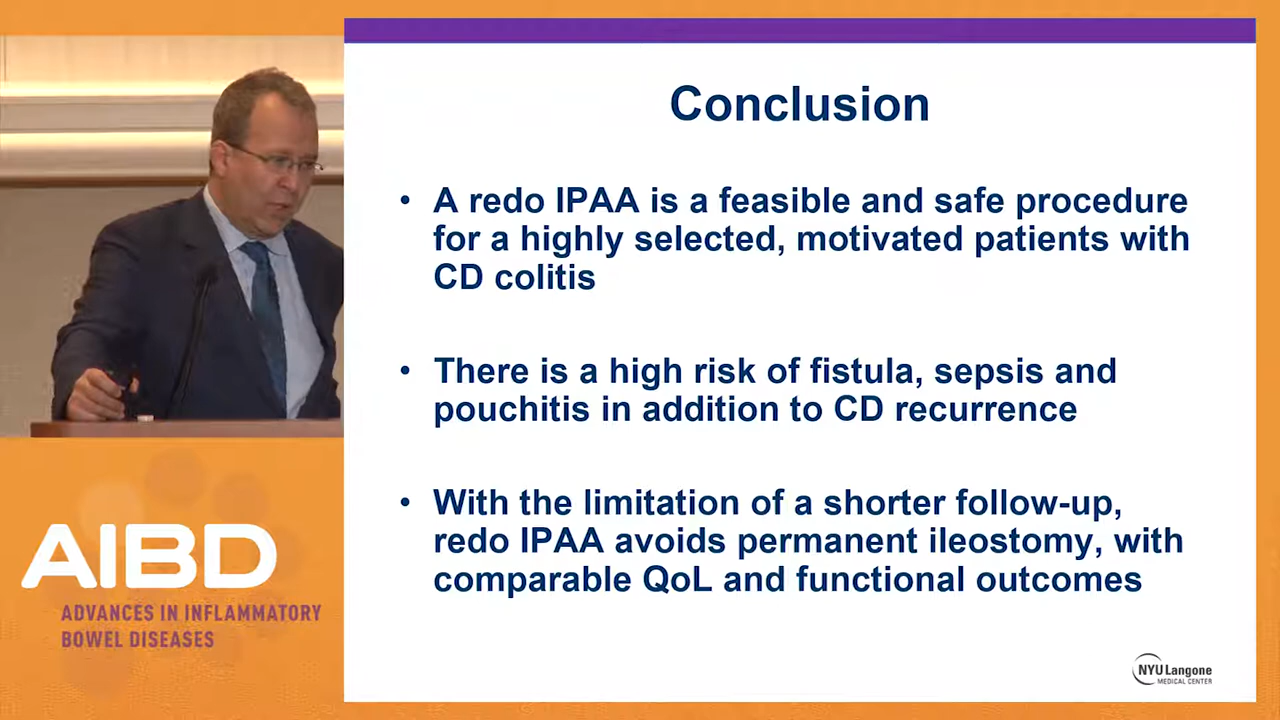 Conclusion
• A redo IPAA is a feasible and safe procedure
for a highly selected, motivated patients with
CD colitis
• There is a high risk of fistula, sepsis and
pouchitis in addition to CD recurrence
• With the limitation of a shorter follow-up,
redo IPAA avoids permanent ileostomy, with
comparable QoL and functional outcomes
NYU Langone
MEDICAL CENTER
AIBD
ADVANCES IN INFLAMMATORY
BOWEL DISEASES